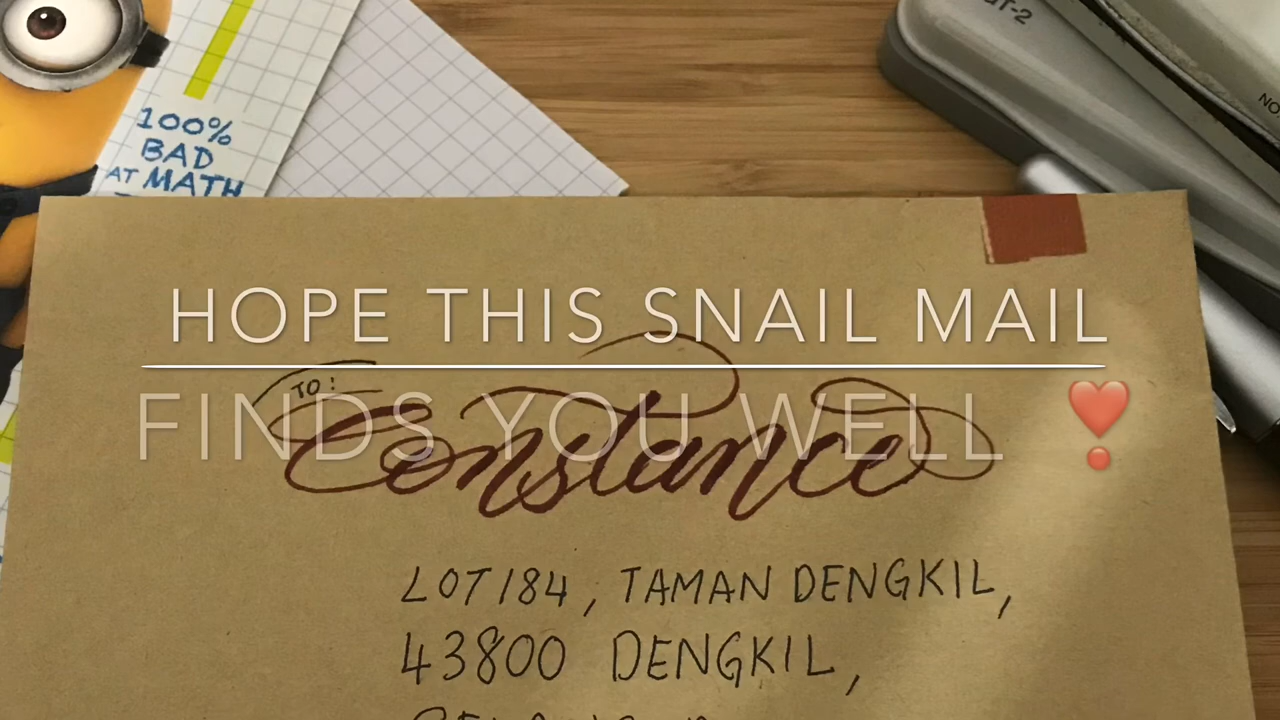 100%
BAD
AT MATH
HOPE THIS SNAIL MAIL
FINDS YOU WELL ❣️
TO:
Constance
LOT 184, TAMAN DENGKIL,
43800 DENGKIL,